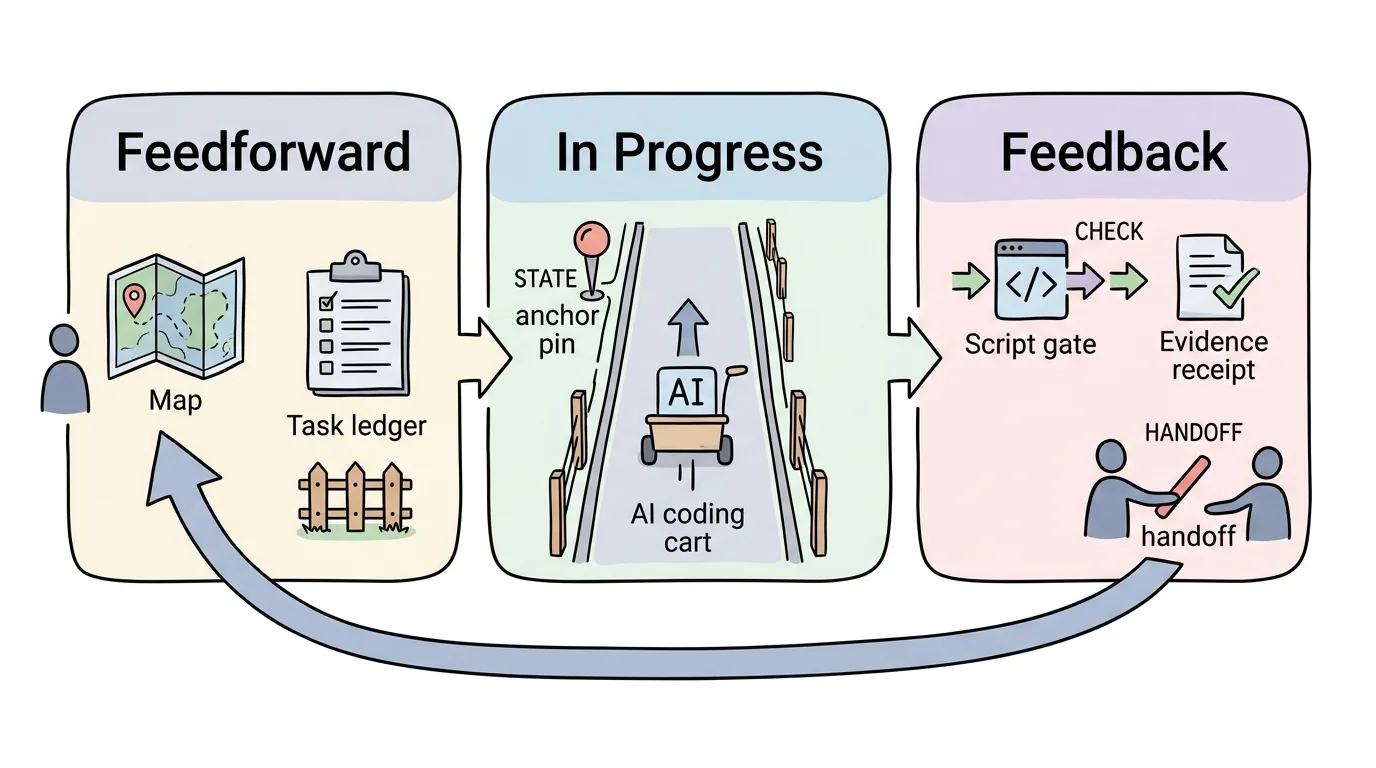 Feedforward
Map
Task ledger
In Progress
STATE
anchor
pin
AI
AI coding
cart
Feedback
CHECK
</>
Script gate
Evidence
receipt
HANDOFF
handoff